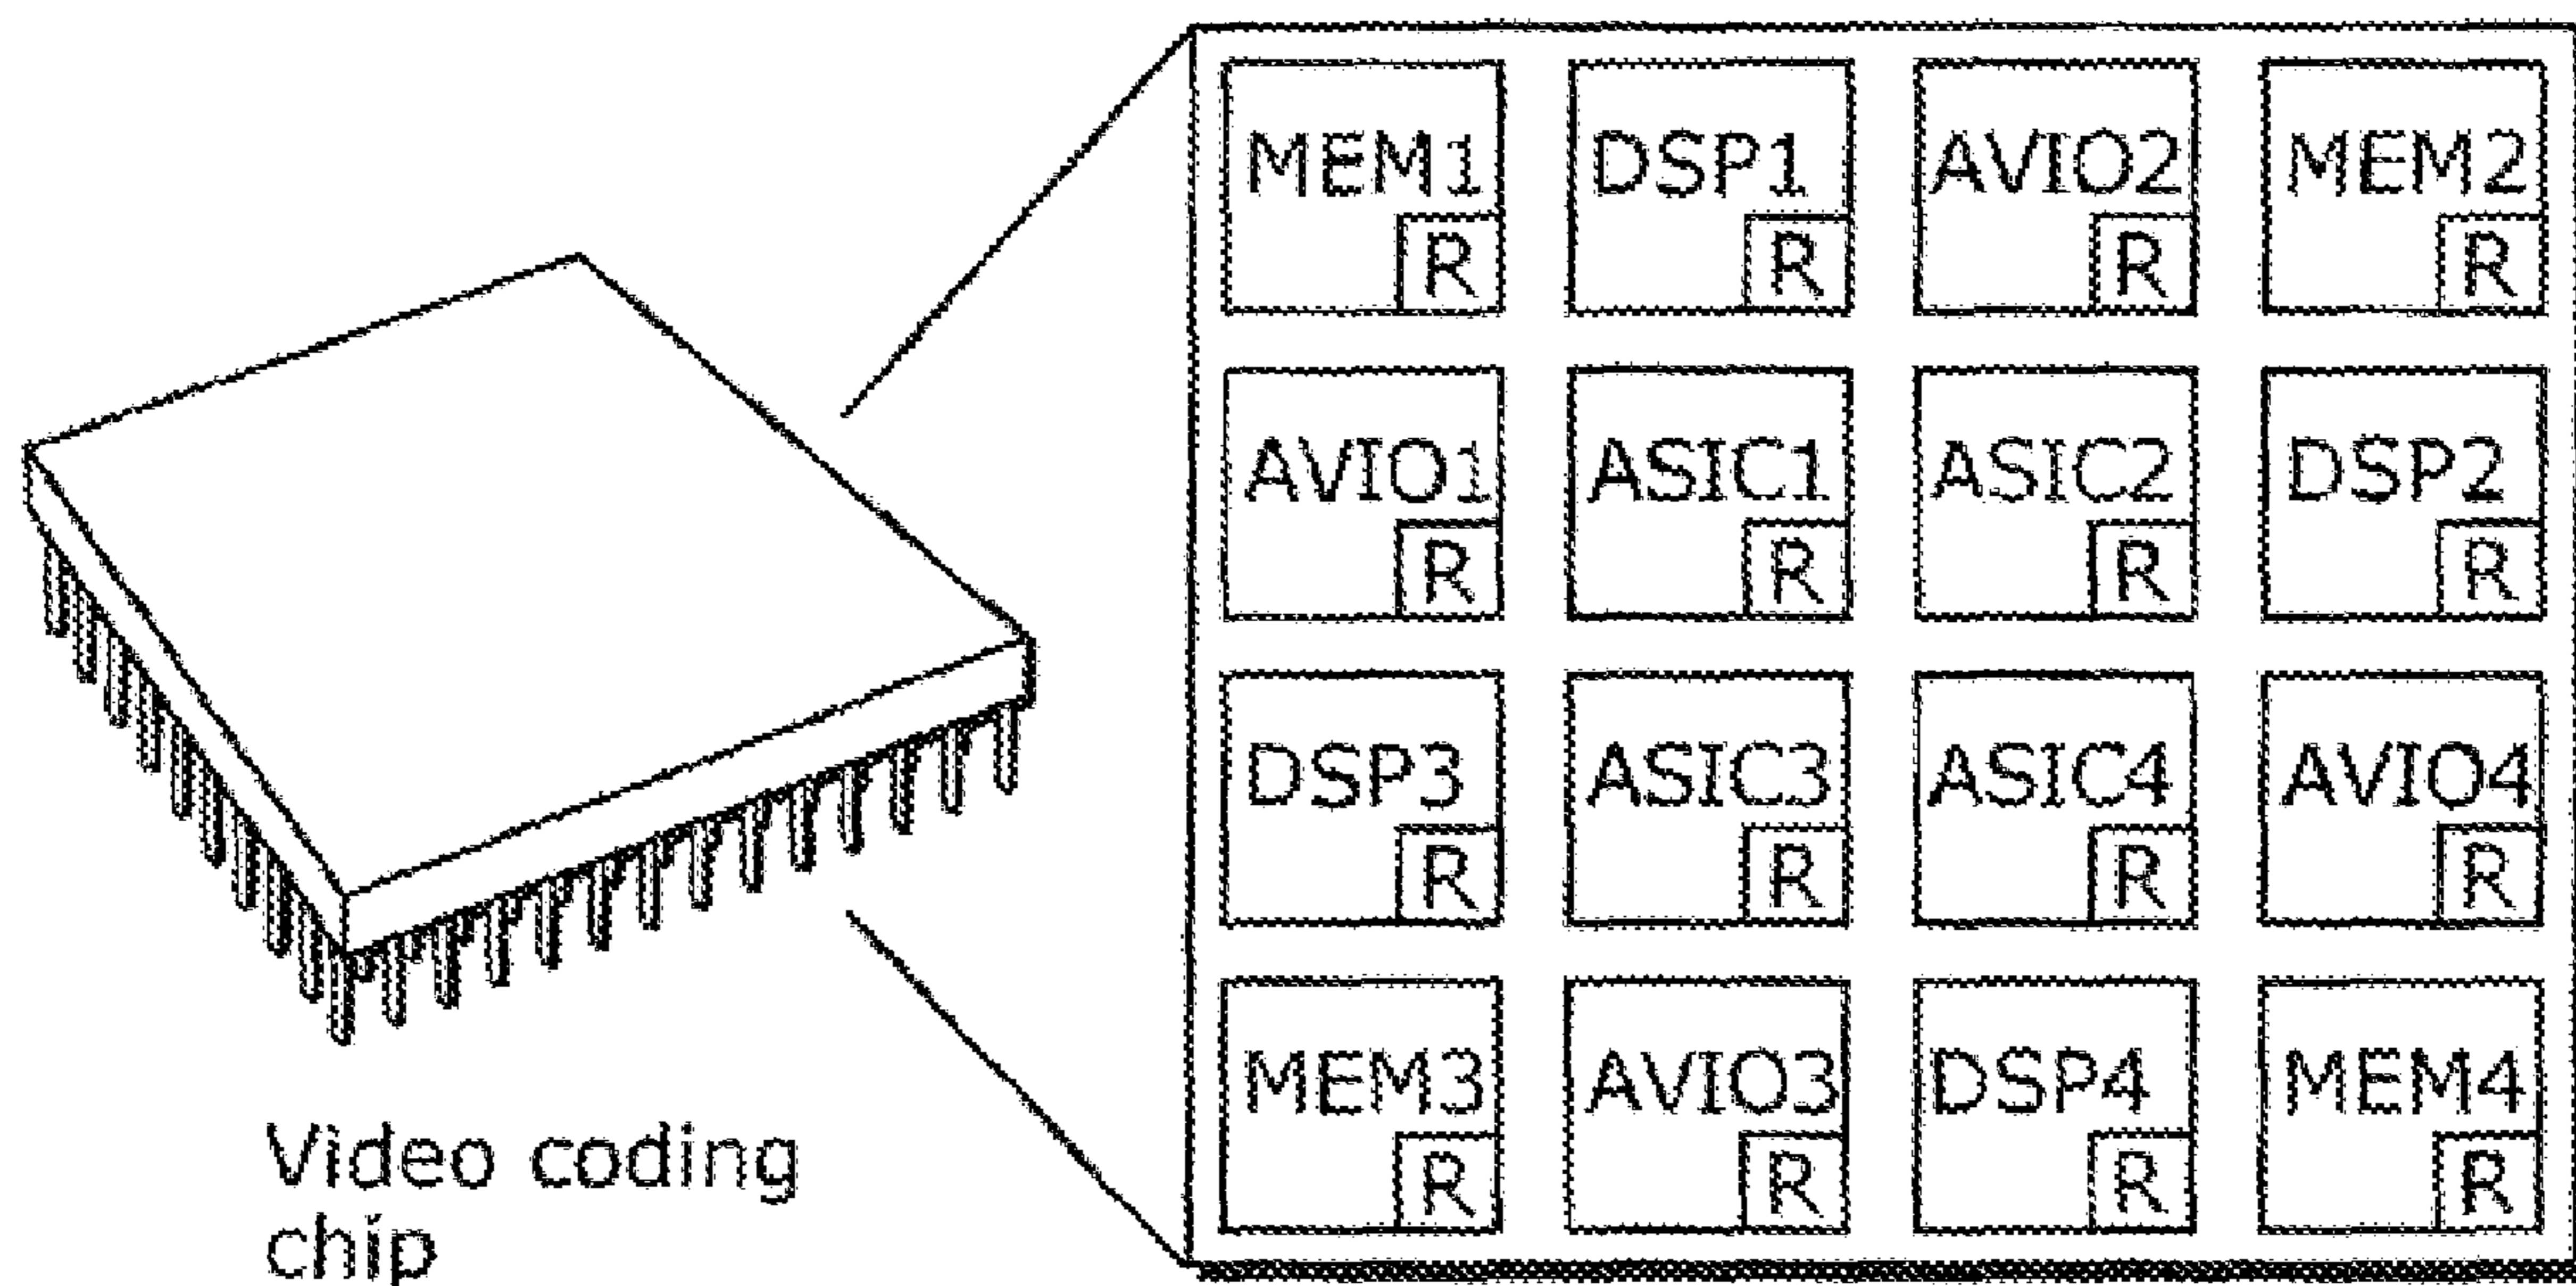 MEM1 DSP1 AVIO2 MEM2
R R R R
AVIO1 ASIC1 ASIC2 DSP2
R R R R
DSP3 ASIC3 ASIC4 AVIO4
R R R R
MEM3 AVIO3 DSP4 MEM4
R R R R
Video coding
chip